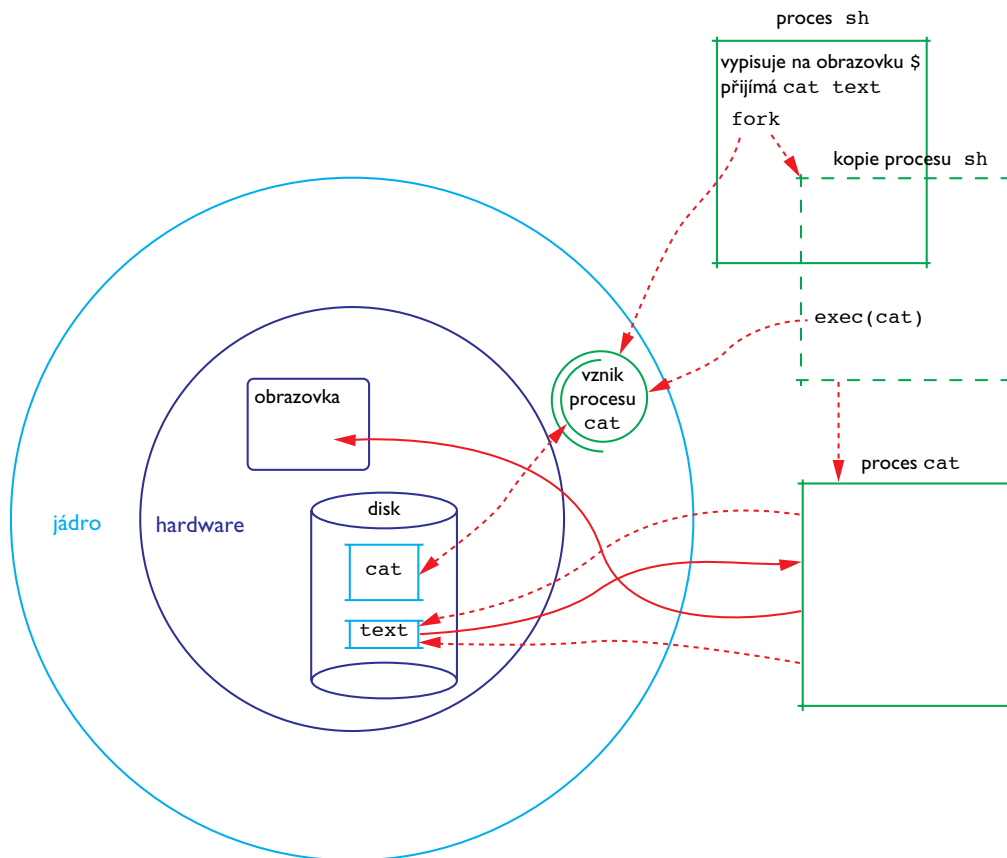 proces sh
vypisuje na obrazovku $
přijímá cat text
fork
kopie procesu sh
exec(cat)
vznik
procesu
cat
obrazovka
proces cat
disk
jádro
hardware
cat
text